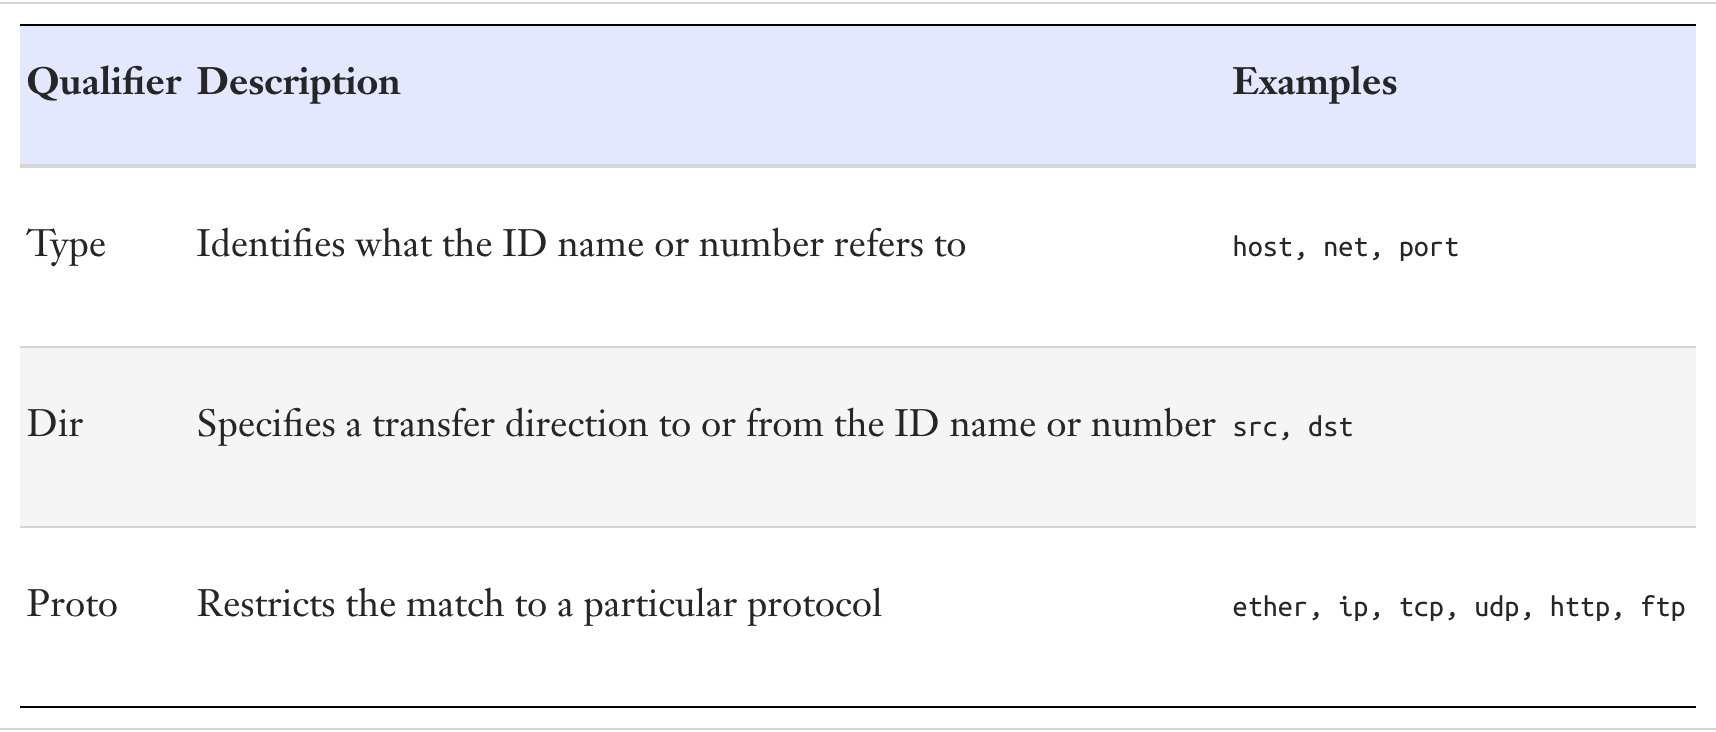 Qualifier Description Examples
Type Identifies what the ID name or number refers to host, net, port
Dir Specifies a transfer direction to or from the ID name or number src, dst
Proto Restricts the match to a particular protocol ether, ip, tcp, udp, http, ftp